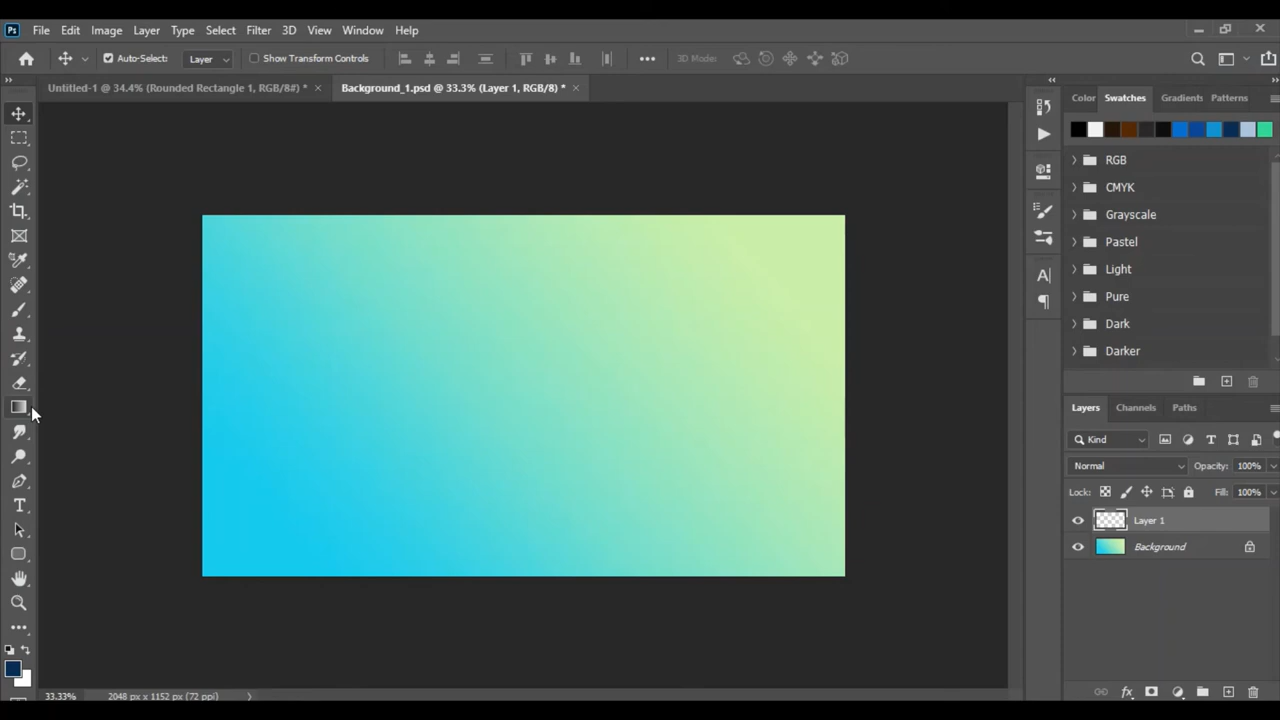 Ps File Edit Image Layer Type Select Filter 3D View Window Help
Auto-Select: Layer Show Transform Controls 3D Mode:
Untitled-1 @ 34.4% (Rounded Rectangle 1, RGB/8#) * Background_1.psd @ 33.3% (Layer 1, RGB/8) *
Color Swatches Gradients Patterns
RGB
CMYK
Grayscale
Pastel
Light
Pure
Dark
Darker
Layers Channels Paths
Kind
Normal Opacity: 100%
Lock: Fill: 100%
Layer 1
Background
33.33% 2048 px x 1152 px (72 ppi)